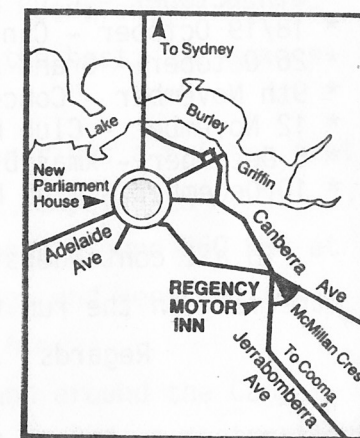 To Sydney
Lake
Burley
Griffin
New
Parliament
House
Adelaide
Ave
Canberra
Ave
REGENCY
MOTOR
INN
McMillan Cres
To Cooma
Jerrabomberra
Ave
Regards